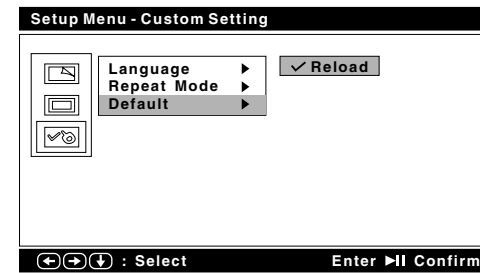 Setup Menu - Custom Setting
Language
Repeat Mode
Default
Reload
: Select Enter Confirm